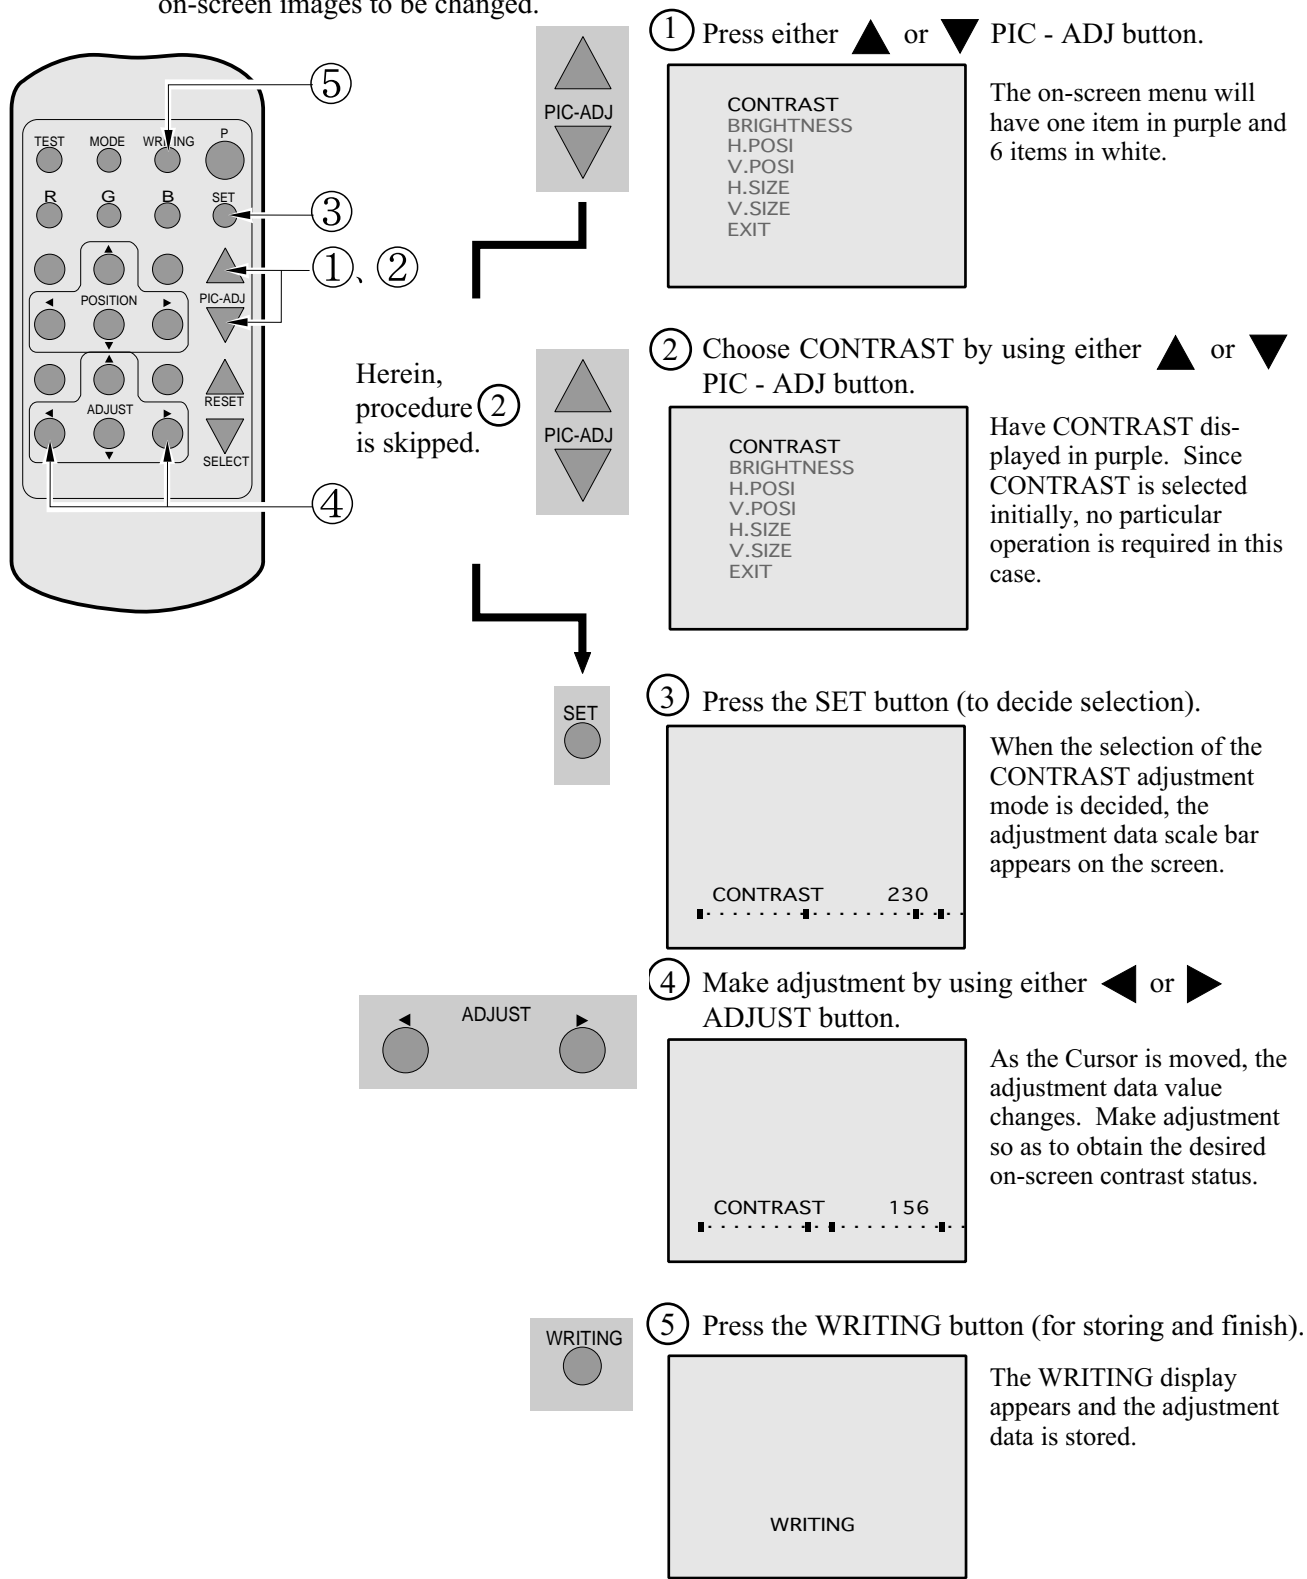 on-screen images to be changed.
⑤
TEST MODE WRITING P
R G B SET
③
①、②
POSITION PIC-ADJ
RESET
ADJUST
SELECT
④
PIC-ADJ
① Press either ▲ or ▼ PIC - ADJ button.
CONTRAST
BRIGHTNESS
H.POSI
V.POSI
H.SIZE
V.SIZE
EXIT
The on-screen menu will
have one item in purple and
6 items in white.
Herein,
procedure ②
is skipped.
PIC-ADJ
② Choose CONTRAST by using either ▲ or ▼
PIC - ADJ button.
CONTRAST
BRIGHTNESS
H.POSI
V.POSI
H.SIZE
V.SIZE
EXIT
Have CONTRAST dis-
played in purple. Since
CONTRAST is selected
initially, no particular
operation is required in this
case.
SET
③ Press the SET button (to decide selection).
CONTRAST 230
When the selection of the
CONTRAST adjustment
mode is decided, the
adjustment data scale bar
appears on the screen.
◀ ADJUST ▶
④ Make adjustment by using either ◀ or ▶
ADJUST button.
CONTRAST 156
As the Cursor is moved, the
adjustment data value
changes. Make adjustment
so as to obtain the desired
on-screen contrast status.
WRITING
⑤ Press the WRITING button (for storing and finish).
WRITING
The WRITING display
appears and the adjustment
data is stored.